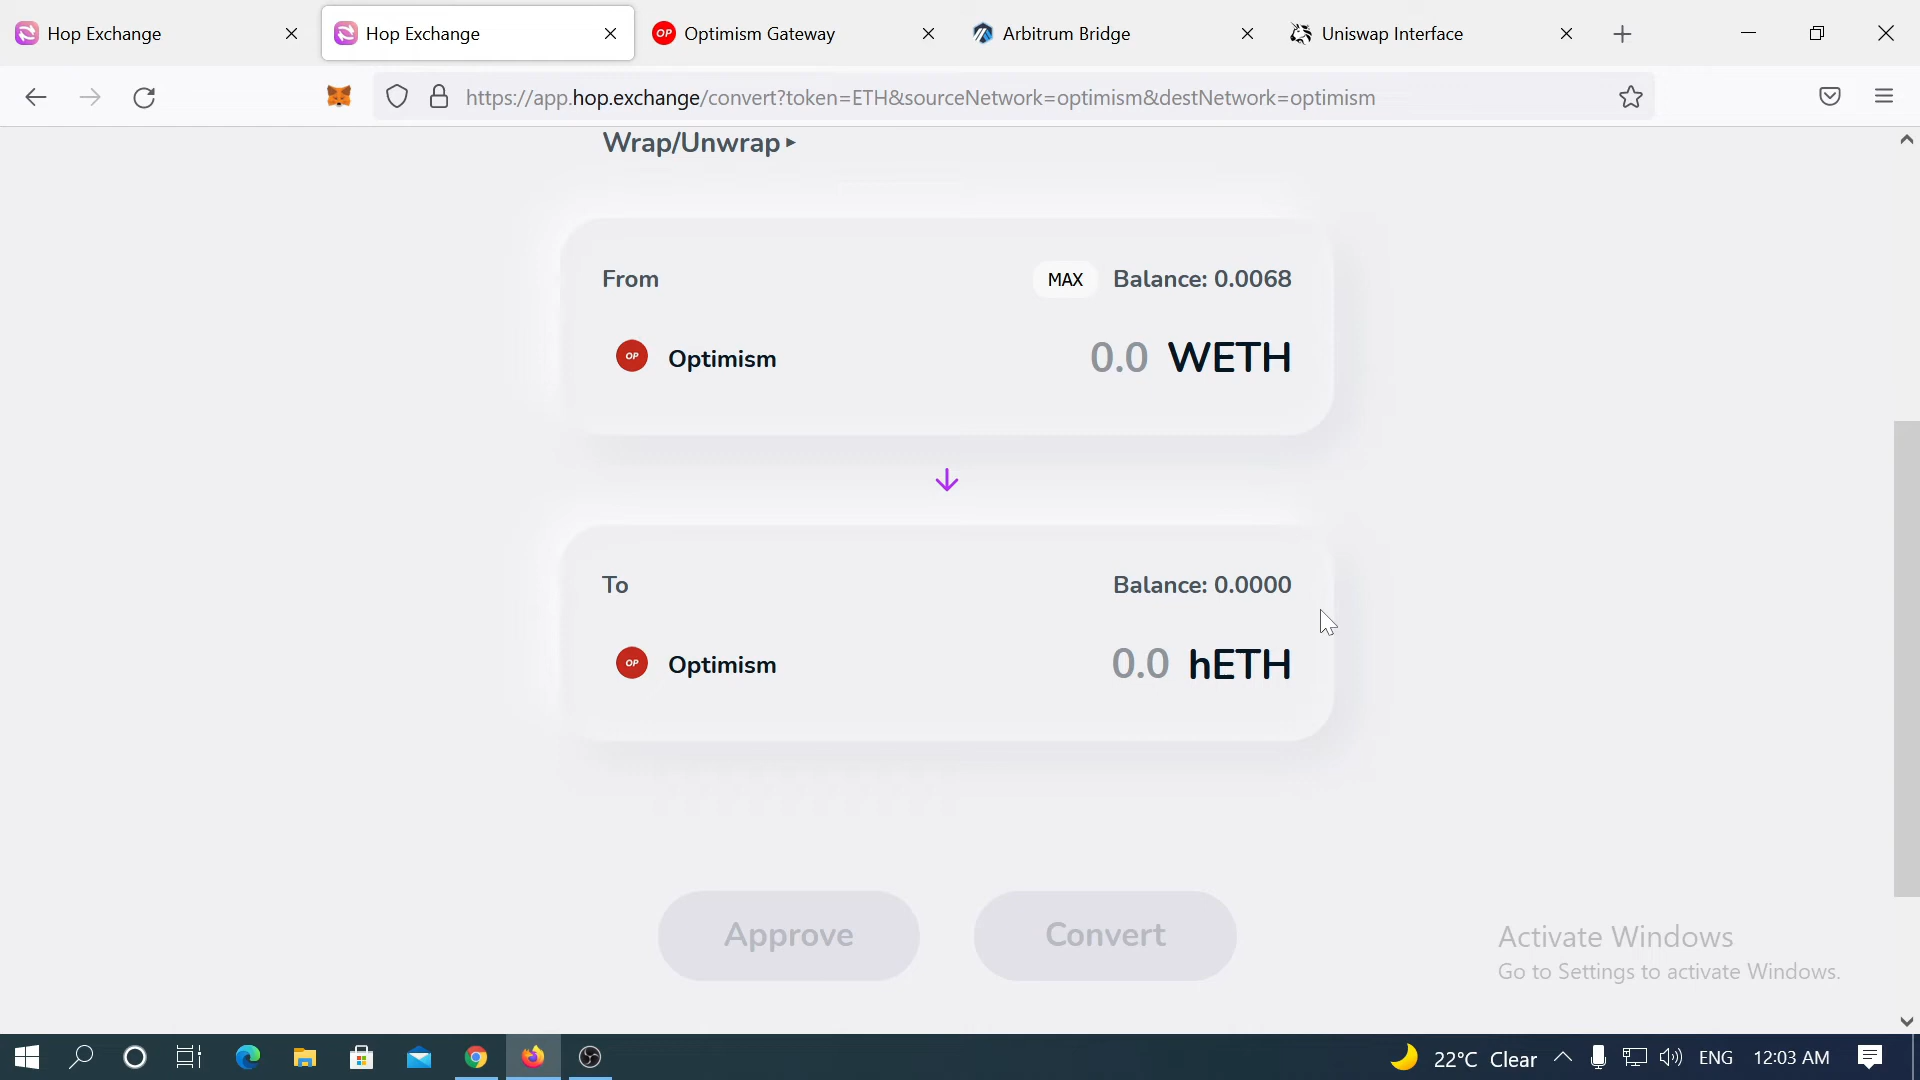 Hop Exchange
Hop Exchange
OP Optimism Gateway
Arbitrum Bridge
Uniswap Interface
https://app.hop.exchange/convert?token=ETH&sourceNetwork=optimism&destNetwork=optimism
Wrap/Unwrap ▸
From
MAX Balance: 0.0068
OP Optimism
0.0 WETH
To
Balance: 0.0000
OP Optimism
0.0 hETH
Approve
Convert
Activate Windows
Go to Settings to activate Windows.
22°C Clear
ENG
12:03 AM